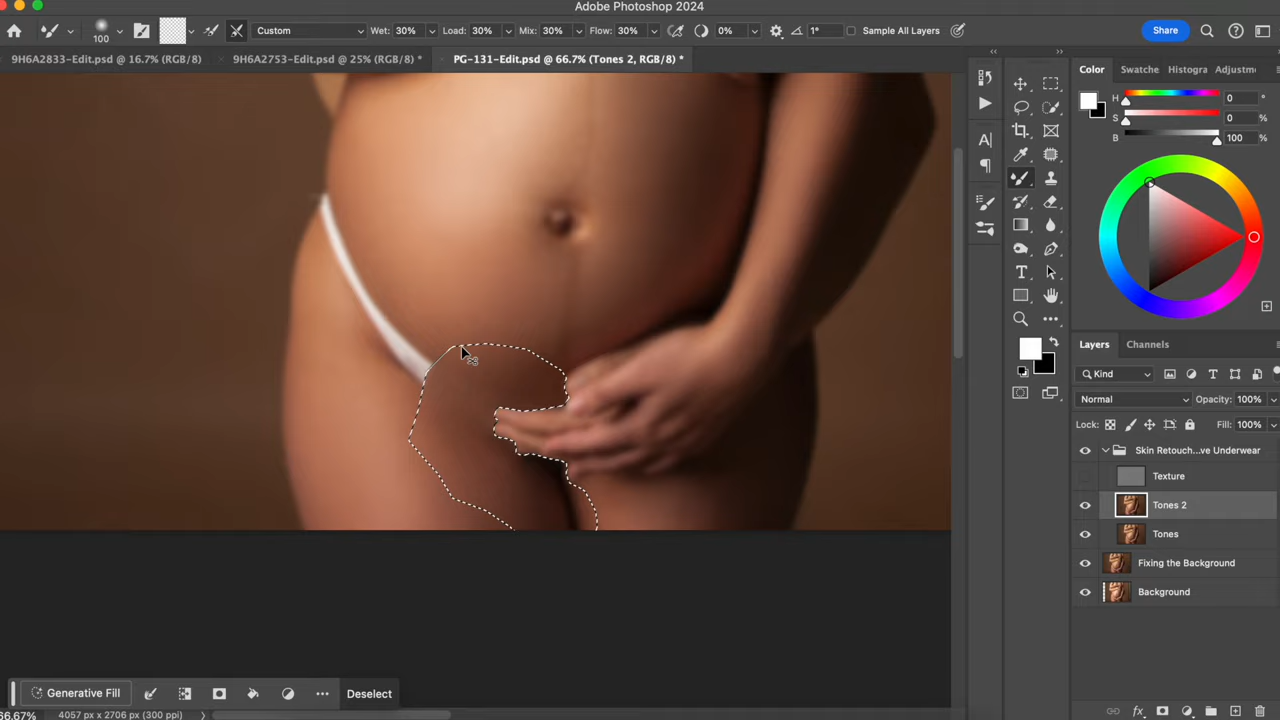 Adobe Photoshop 2024
100 Custom Wet: 30% Load: 30% Mix: 30% Flow: 30% 0% 1° Sample All Layers Share
9H6A2833-Edit.psd @ 16.7% (RGB/8) 9H6A2753-Edit.psd @ 25% (RGB/8) * PG-131-Edit.psd @ 66.7% (Tones 2, RGB/8) *
Color Swatche Histogra Adjustm
H 0 °
S 0 %
B 100 %
Layers Channels
Kind
Normal Opacity: 100%
Lock: Fill: 100%
Skin Retouch...ve Underwear
Texture
Tones 2
Tones
Fixing the Background
Background
Generative Fill Deselect
66.67% 4057 px x 2706 px (300 ppi)